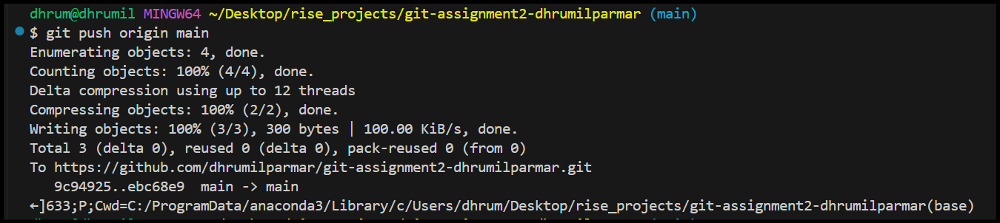 dhrum@dhrumil MINGW64 ~/Desktop/rise_projects/git-assignment2-dhrumilparmar (main)
$ git push origin main
Enumerating objects: 4, done.
Counting objects: 100% (4/4), done.
Delta compression using up to 12 threads
Compressing objects: 100% (2/2), done.
Writing objects: 100% (3/3), 300 bytes | 100.00 KiB/s, done.
Total 3 (delta 0), reused 0 (delta 0), pack-reused 0 (from 0)
To https://github.com/dhrumilparmar/git-assignment2-dhrumilparmar.git
   9c94925..ebc68e9  main -> main
←]633;P;Cwd=C:/ProgramData/anaconda3/Library/c/Users/dhrum/Desktop/rise_projects/git-assignment2-dhrumilparmar(base)